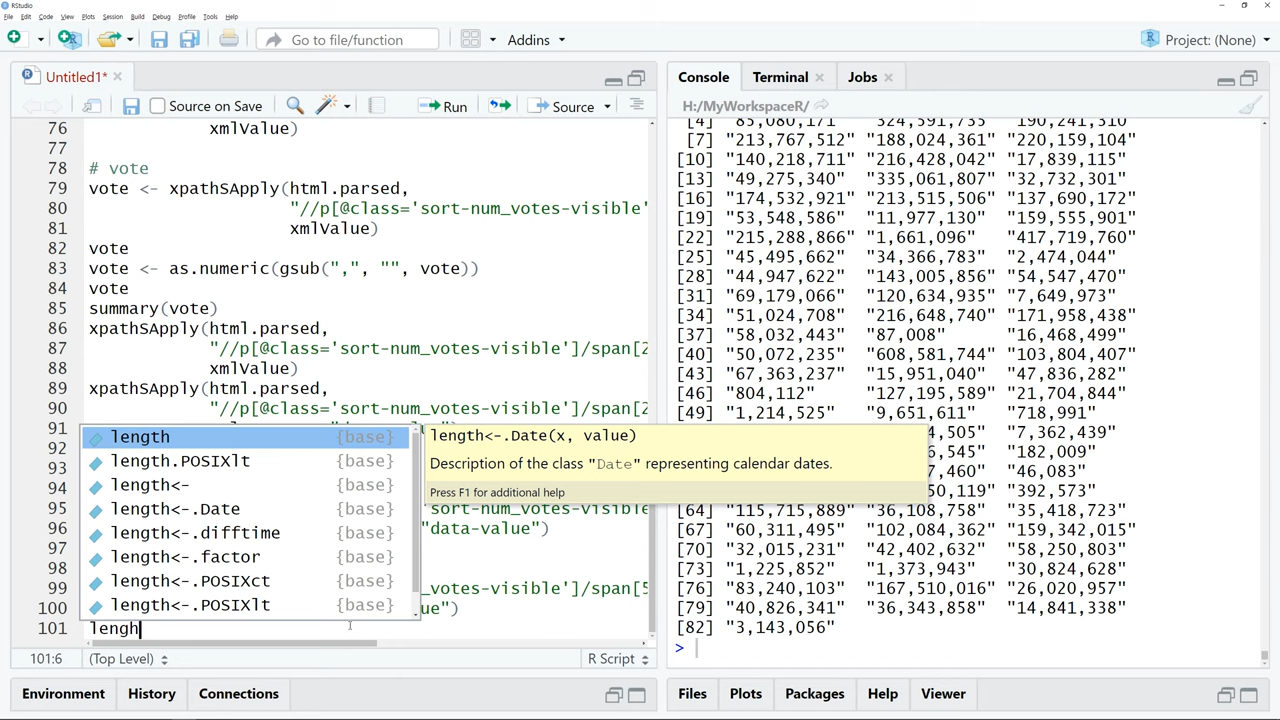 RStudio
File Edit Code View Plots Session Build Debug Profile Tools Help
Go to file/function Addins Project: (None)
Untitled1*
Source on Save Run Source
76 xmlValue)
77
78 # vote
79 vote <- xpathSApply(html.parsed,
80 "//p[@class='sort-num_votes-visible'
81 xmlValue)
82 vote
83 vote <- as.numeric(gsub(",", "", vote))
84 vote
85 summary(vote)
86 xpathSApply(html.parsed,
87 "//p[@class='sort-num_votes-visible']/span[2
88 xmlValue)
89 xpathSApply(html.parsed,
90 "//p[@class='sort-num_votes-visible']/span[2
91
92
93
94
95 sort-num_votes-visible
96 "data-value")
97
98
99 _votes-visible']/span[5
100 ue")
101 lengh
length {base}
length.POSIXlt {base}
length<- {base}
length<-.Date {base}
length<-.difftime {base}
length<-.factor {base}
length<-.POSIXct {base}
length<-.POSIXlt {base}
length<-.Date(x, value)
Description of the class "Date" representing calendar dates.
Press F1 for additional help
101:6 (Top Level) R Script
Environment History Connections
Console Terminal Jobs
H:/MyWorkspaceR/
[4] "85,080,171" "324,591,735" "190,241,310"
[7] "213,767,512" "188,024,361" "220,159,104"
[10] "140,218,711" "216,428,042" "17,839,115"
[13] "49,275,340" "335,061,807" "32,732,301"
[16] "174,532,921" "213,515,506" "137,690,172"
[19] "53,548,586" "11,977,130" "159,555,901"
[22] "215,288,866" "1,661,096" "417,719,760"
[25] "45,495,662" "34,366,783" "2,474,044"
[28] "44,947,622" "143,005,856" "54,547,470"
[31] "69,179,066" "120,634,935" "7,649,973"
[34] "51,024,708" "216,648,740" "171,958,438"
[37] "58,032,443" "87,008" "16,468,499"
[40] "50,072,235" "608,581,744" "103,804,407"
[43] "67,363,237" "15,951,040" "47,836,282"
[46] "804,112" "127,195,589" "21,704,844"
[49] "1,214,525" "9,651,611" "718,991"
4,505" "7,362,439"
6,545" "182,009"
7,460" "46,083"
50,119" "392,573"
[64] "115,715,889" "36,108,758" "35,418,723"
[67] "60,311,495" "102,084,362" "159,342,015"
[70] "32,015,231" "42,402,632" "58,250,803"
[73] "1,225,852" "1,373,943" "30,824,628"
[76] "83,240,103" "167,510,016" "26,020,957"
[79] "40,826,341" "36,343,858" "14,841,338"
[82] "3,143,056"
>
Files Plots Packages Help Viewer